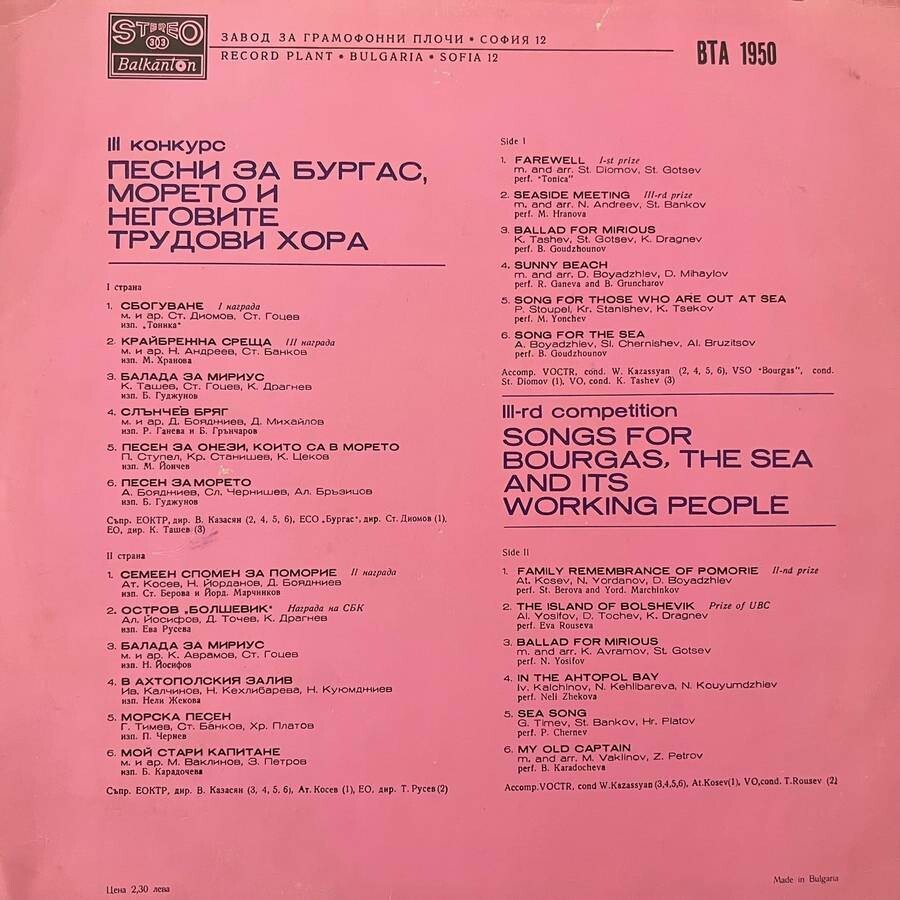 STEREO
33
Balkanton
ЗАВОД ЗА ГРАМОФОННИ ПЛОЧИ • СОФИЯ 12
RECORD PLANT • BULGARIA • SOFIA 12
ВТА 1950
III КОНКУРС
ПЕСНИ ЗА БУРГАС,
МОРЕТО И
НЕГОВИТЕ
ТРУДОВИ ХОРА
I страна
1. СБОГУВАНЕ I награда
м. и ар. Ст. Диомов, Ст. Гоцев
изп. „Тоника"
2. КРАЙБРЕЖНА СРЕЩА III награда
м. и ар. Н. Андреев, Ст. Банков
изп. М. Хранова
3. БАЛАДА ЗА МИРИУС
К. Ташев, Ст. Гоцев, К. Драгнев
изп. Б. Гуджунов
4. СЛЪНЧЕВ БРЯГ
м. и ар. Д. Бояджиев, Д. Михайлов
изп. Р. Ганева и Б. Грънчаров
5. ПЕСЕН ЗА ОНЕЗИ, КОИТО СА В МОРЕТО
П. Ступел, Кр. Станишев, К. Цеков
изп. М. Йончев
6. ПЕСЕН ЗА МОРЕТО
А. Бояджиев, Сл. Чернишев, Ал. Бръзицов
изп. Б. Гуджунов
Съпр. ЕОКТР, дир. В. Казасян (2, 4, 5, 6), ЕСО „Бургас", дир. Ст. Диомов (1),
ЕО, дир. К. Ташев (3)
II страна
1. СЕМЕЕН СПОМЕН ЗА ПОМОРИЕ II награда
Ат. Косев, Н. Йорданов, Д. Бояджиев
изп. Ст. Берова и Йорд. Марчинков
2. ОСТРОВ „БОЛШЕВИК" Награда на СБК
Ал. Йосифов, Д. Точев, К. Драгнев
изп. Ева Русева
3. БАЛАДА ЗА МИРИУС
м. и ар. К. Аврамов, Ст. Гоцев
изп. Н. Йосифов
4. В АХТОПОЛСКИЯ ЗАЛИВ
Ив. Калчинов, Н. Кехлибарева, Н. Куюмджиев
изп. Нели Жекова
5. МОРСКА ПЕСЕН
Г. Тимев, Ст. Банков, Хр. Платов
изп. П. Чернев
6. МОЙ СТАРИ КАПИТАНЕ
м. и ар. М. Ваклинов, З. Петров
изп. Б. Карадочева
Съпр. ЕОКТР, дир. В. Казасян (3, 4, 5, 6), Ат. Косев (1), ЕО, дир. Т. Русев (2)
Цена 2,30 лева
Side I
1. FAREWELL I-st prize
m. and arr. St. Diomov, St. Gotsev
perf. "Tonica"
2. SEASIDE MEETING III-rd prize
m. and arr. N. Andreev, St. Bankov
perf. M. Hranova
3. BALLAD FOR MIRIOUS
K. Tashev, St. Gotsev, K. Dragnev
perf. B. Goudzhounov
4. SUNNY BEACH
m. and arr. D. Boyadzhiev, D. Mihaylov
perf. R. Ganeva and B. Gruncharov
5. SONG FOR THOSE WHO ARE OUT AT SEA
P. Stoupel, Kr. Stanishev, K. Tsekov
perf. M. Yonchev
6. SONG FOR THE SEA
A. Boyadzhiev, Sl. Chernishev, Al. Bruzitsov
perf. B. Goudzhounov
Accomp. VOCTR, cond. W. Kazassyan (2, 4, 5, 6), VSO "Bourgas", cond.
St. Diomov (1), VO, cond. K. Tashev (3)
III-rd competition
SONGS FOR
BOURGAS, THE SEA
AND ITS
WORKING PEOPLE
Side II
1. FAMILY REMEMBRANCE OF POMORIE II-nd prize
At. Kosev, N. Yordanov, D. Boyadzhiev
perf. St. Berova and Yord. Marchinkov
2. THE ISLAND OF BOLSHEVIK Prize of UBC
Al. Yosifov, D. Tochev, K. Dragnev
perf. Eva Rouseva
3. BALLAD FOR MIRIOUS
m. and arr. K. Avramov, St. Gotsev
perf. N. Yosifov
4. IN THE AHTOPOL BAY
Iv. Kalchinov, N. Kehlibareva, N. Kouyumdzhiev
perf. Neli Zhekova
5. SEA SONG
G. Timev, St. Bankov, Hr. Platov
perf. P. Chernev
6. MY OLD CAPTAIN
m. and arr. M. Vaklinov, Z. Petrov
perf. B. Karadocheva
Accomp.VOCTR, cond W.Kazassyan(3,4,5,6), At.Kosev(1), VO,cond. T.Rousev (2)
Made in Bulgaria